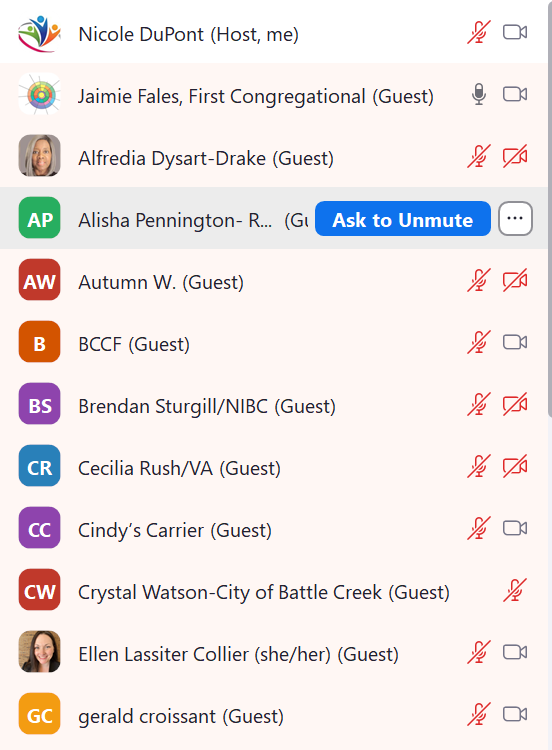 Nicole DuPont (Host, me)
Jaimie Fales, First Congregational (Guest)
Alfredia Dysart-Drake (Guest)
AP Alisha Pennington- R... (Gu Ask to Unmute ...
AW Autumn W. (Guest)
B BCCF (Guest)
BS Brendan Sturgill/NIBC (Guest)
CR Cecilia Rush/VA (Guest)
CC Cindy’s Carrier (Guest)
CW Crystal Watson-City of Battle Creek (Guest)
Ellen Lassiter Collier (she/her) (Guest)
GC gerald croissant (Guest)